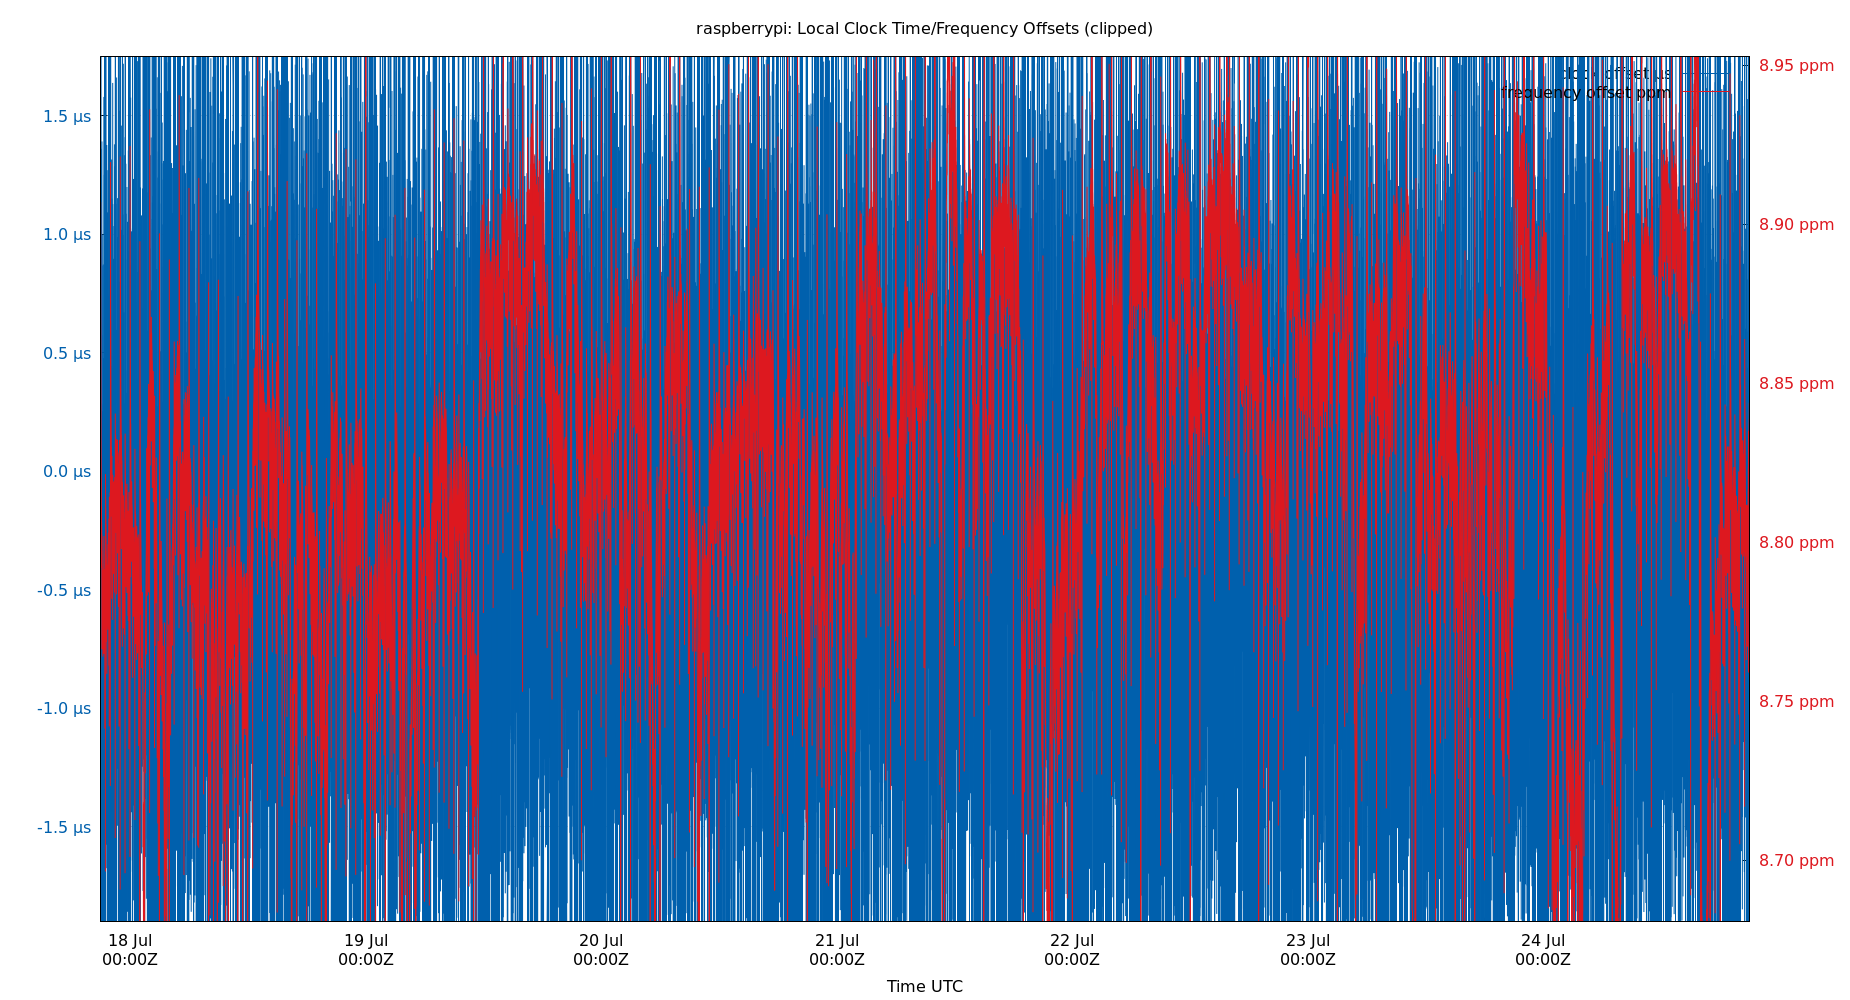 raspberrypi: Local Clock Time/Frequency Offsets (clipped)
clock offset µs
frequency offset ppm
1.5 µs
1.0 µs
0.5 µs
0.0 µs
-0.5 µs
-1.0 µs
-1.5 µs
8.95 ppm
8.90 ppm
8.85 ppm
8.80 ppm
8.75 ppm
8.70 ppm
18 Jul
00:00Z
19 Jul
00:00Z
20 Jul
00:00Z
21 Jul
00:00Z
22 Jul
00:00Z
23 Jul
00:00Z
24 Jul
00:00Z
Time UTC